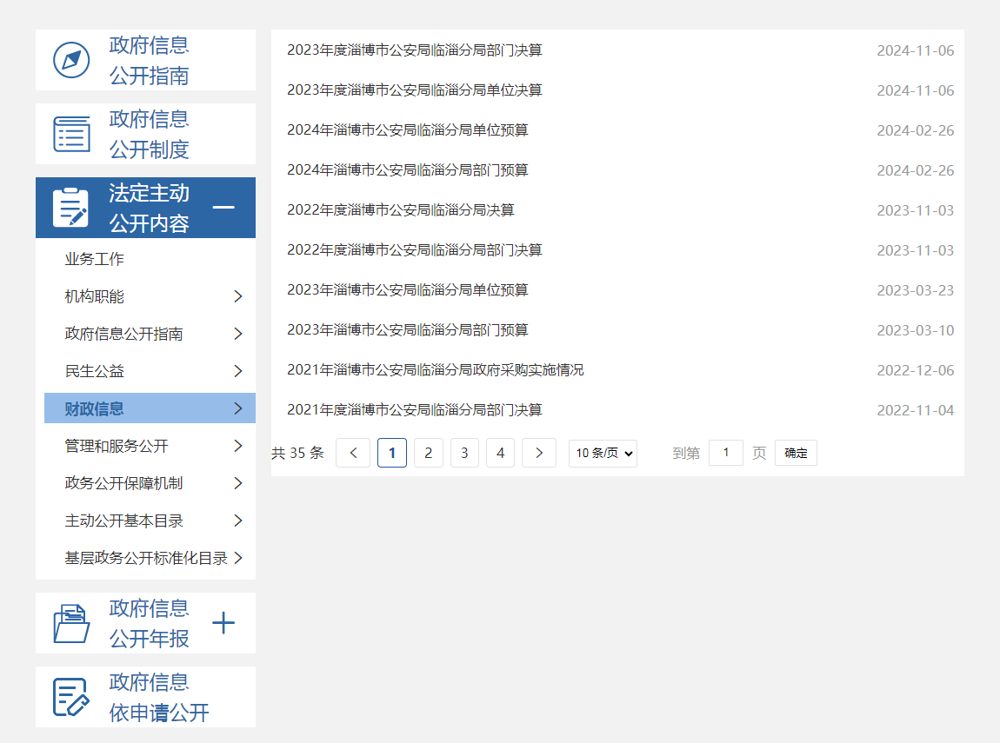 政府信息
公开指南
政府信息
公开制度
法定主动
公开内容
业务工作
机构职能
政府信息公开指南
民生公益
财政信息
管理和服务公开
政务公开保障机制
主动公开基本目录
基层政务公开标准化目录
政府信息
公开年报
政府信息
依申请公开
2023年度淄博市公安局临淄分局部门决算 2024-11-06
2023年度淄博市公安局临淄分局单位决算 2024-11-06
2024年淄博市公安局临淄分局单位预算 2024-02-26
2024年淄博市公安局临淄分局部门预算 2024-02-26
2022年度淄博市公安局临淄分局决算 2023-11-03
2022年度淄博市公安局临淄分局部门决算 2023-11-03
2023年淄博市公安局临淄分局单位预算 2023-03-23
2023年淄博市公安局临淄分局部门预算 2023-03-10
2021年淄博市公安局临淄分局政府采购实施情况 2022-12-06
2021年度淄博市公安局临淄分局部门决算 2022-11-04
共 35 条 1 2 3 4 10 条/页 到第 1 页 确定